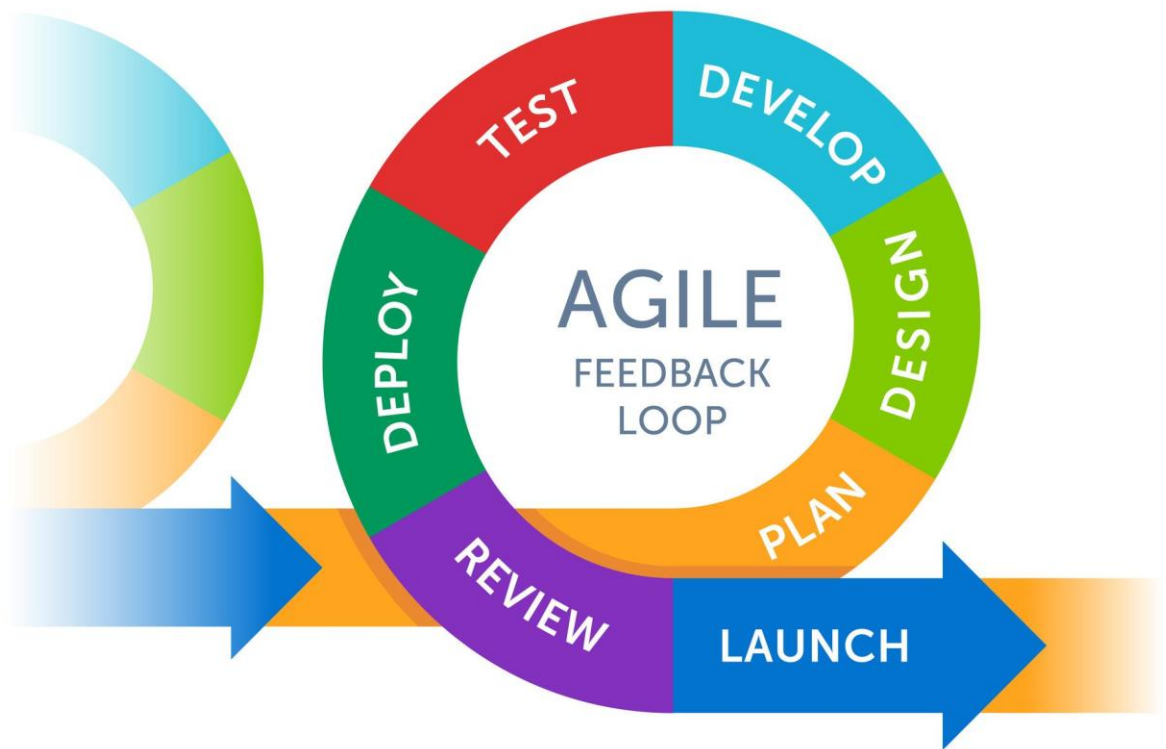 AGILE
FEEDBACK
LOOP
PLAN
DESIGN
DEVELOP
TEST
DEPLOY
REVIEW
LAUNCH